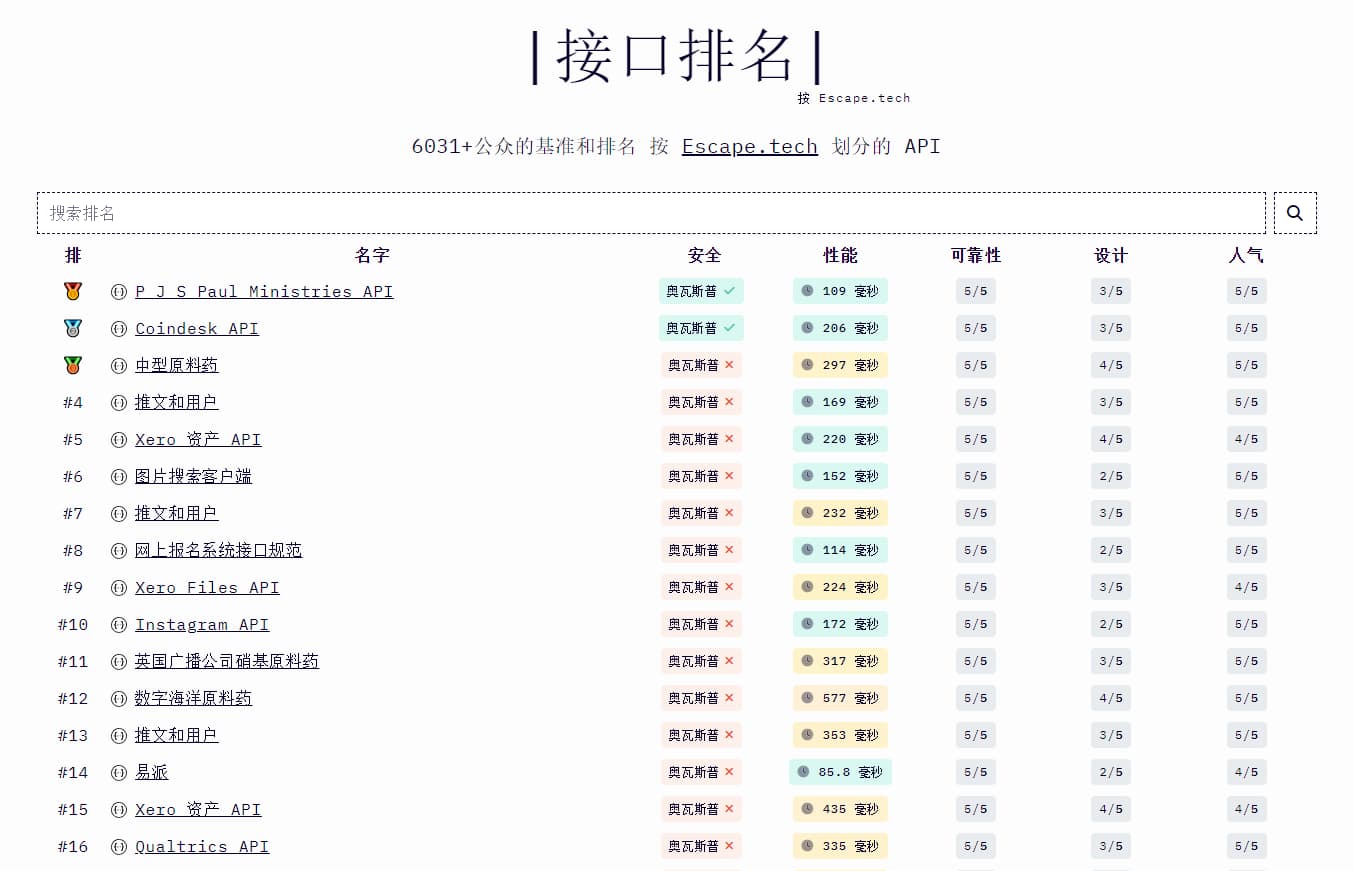 |接口排名|
按 Escape.tech
6031+公众的基准和排名 按 Escape.tech 划分的 API
搜索排名
排 名字 安全 性能 可靠性 设计 人气
P J S Paul Ministries API 奥瓦斯普 ✓ 109 毫秒 5/5 3/5 5/5
Coindesk API 奥瓦斯普 ✓ 206 毫秒 5/5 3/5 5/5
中型原料药 奥瓦斯普 × 297 毫秒 5/5 4/5 5/5
#4 推文和用户 奥瓦斯普 × 169 毫秒 5/5 3/5 5/5
#5 Xero 资产 API 奥瓦斯普 × 220 毫秒 5/5 4/5 4/5
#6 图片搜索客户端 奥瓦斯普 × 152 毫秒 5/5 2/5 5/5
#7 推文和用户 奥瓦斯普 × 232 毫秒 5/5 3/5 5/5
#8 网上报名系统接口规范 奥瓦斯普 × 114 毫秒 5/5 2/5 5/5
#9 Xero Files API 奥瓦斯普 × 224 毫秒 5/5 3/5 4/5
#10 Instagram API 奥瓦斯普 × 172 毫秒 5/5 2/5 5/5
#11 英国广播公司硝基原料药 奥瓦斯普 × 317 毫秒 5/5 3/5 5/5
#12 数字海洋原料药 奥瓦斯普 × 577 毫秒 5/5 4/5 5/5
#13 推文和用户 奥瓦斯普 × 353 毫秒 5/5 3/5 5/5
#14 易派 奥瓦斯普 × 85.8 毫秒 5/5 2/5 4/5
#15 Xero 资产 API 奥瓦斯普 × 435 毫秒 5/5 4/5 4/5
#16 Qualtrics API 奥瓦斯普 × 335 毫秒 5/5 3/5 5/5